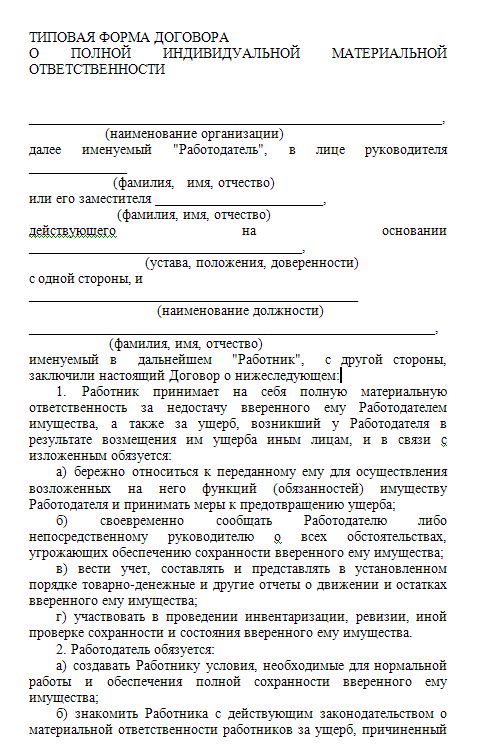 ТИПОВАЯ ФОРМА ДОГОВОРА
О ПОЛНОЙ ИНДИВИДУАЛЬНОЙ МАТЕРИАЛЬНОЙ
ОТВЕТСТВЕННОСТИ
___________________________________________________________,
(наименование организации)
далее именуемый "Работодатель", в лице руководителя
______________
(фамилия, имя, отчество)
или его заместителя ________________________,
(фамилия, имя, отчество)
действующего на основании
_______________________________________,
(устава, положения, доверенности)
с одной стороны, и
_______________________________________________
(наименование должности)
__________________________________________________________,
(фамилия, имя, отчество)
именуемый в дальнейшем "Работник", с другой стороны,
заключили настоящий Договор о нижеследующем:
1. Работник принимает на себя полную материальную
ответственность за недостачу вверенного ему Работодателем
имущества, а также за ущерб, возникший у Работодателя в
результате возмещения им ущерба иным лицам, и в связи с
изложенным обязуется:
а) бережно относиться к переданному ему для осуществления
возложенных на него функций (обязанностей) имуществу
Работодателя и принимать меры к предотвращению ущерба;
б) своевременно сообщать Работодателю либо
непосредственному руководителю о всех обстоятельствах,
угрожающих обеспечению сохранности вверенного ему имущества;
в) вести учет, составлять и представлять в установленном
порядке товарно-денежные и другие отчеты о движении и остатках
вверенного ему имущества;
г) участвовать в проведении инвентаризации, ревизии, иной
проверке сохранности и состояния вверенного ему имущества.
2. Работодатель обязуется:
а) создавать Работнику условия, необходимые для нормальной
работы и обеспечения полной сохранности вверенного ему
имущества;
б) знакомить Работника с действующим законодательством о
материальной ответственности работников за ущерб, причиненный